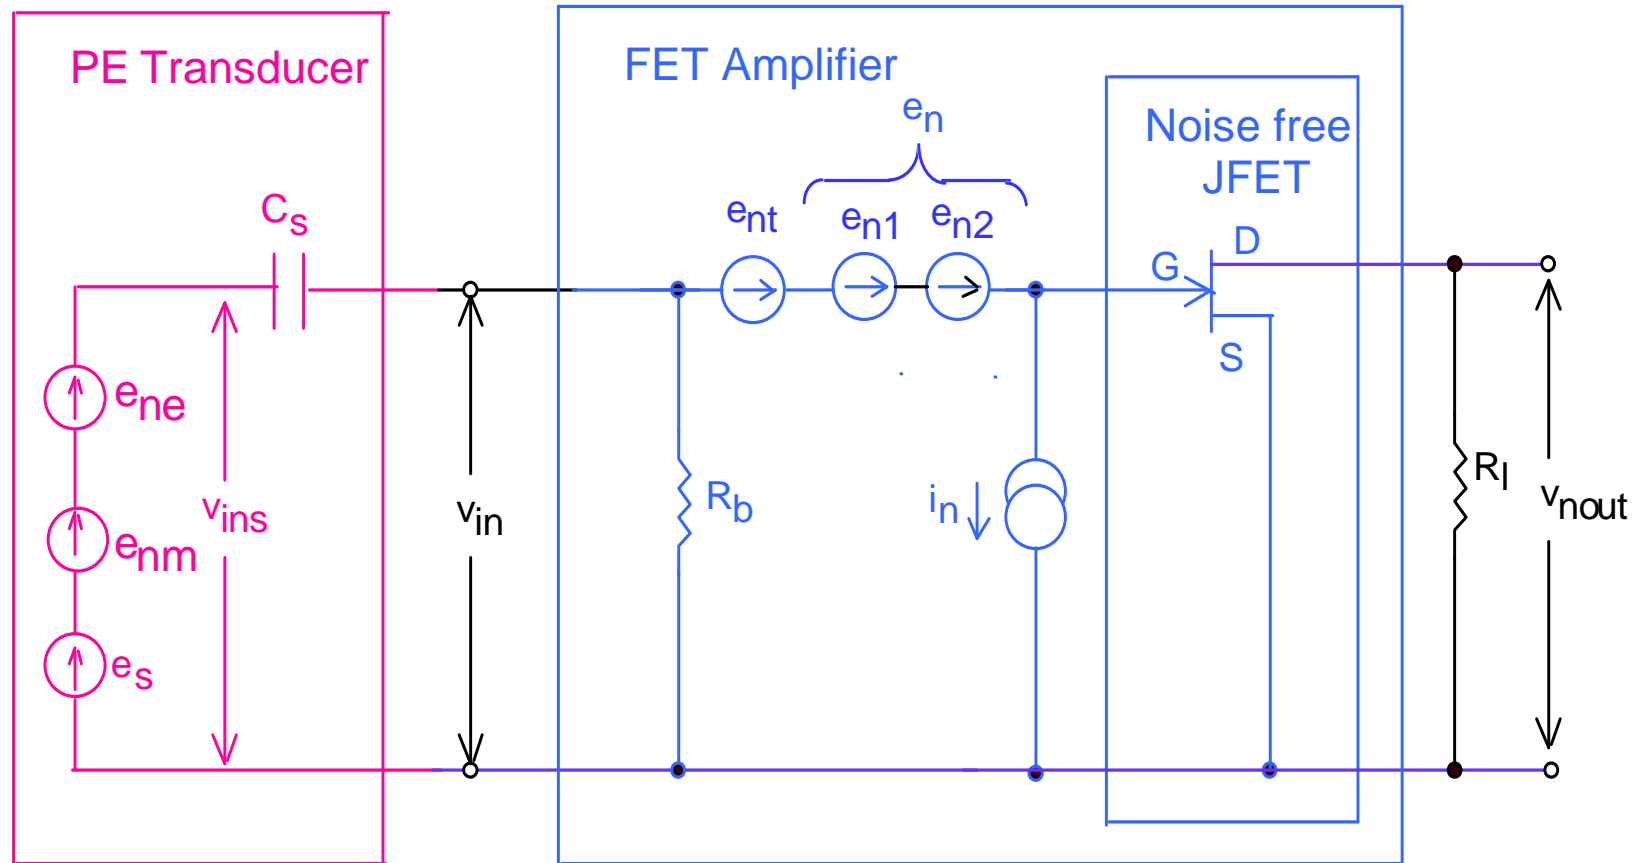 PE Transducer
FET Amplifier
en
Noise free
JFET
Cs
ent
en1
en2
G
D
S
ene
vins
enm
es
vin
Rb
in
Rl
vnout